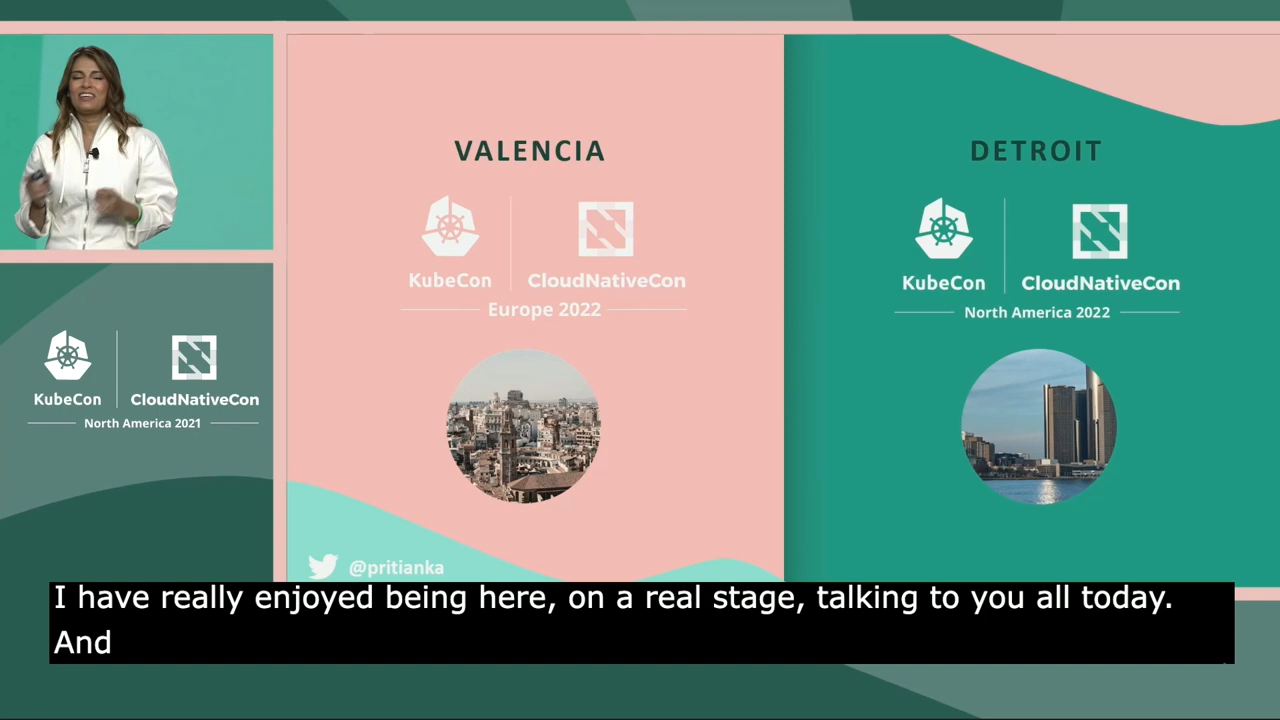 VALENCIA
KubeCon
CloudNativeCon
Europe 2022
@pritianka
DETROIT
KubeCon
CloudNativeCon
North America 2022
KubeCon
CloudNativeCon
North America 2021
I have really enjoyed being here, on a real stage, talking to you all today.
And